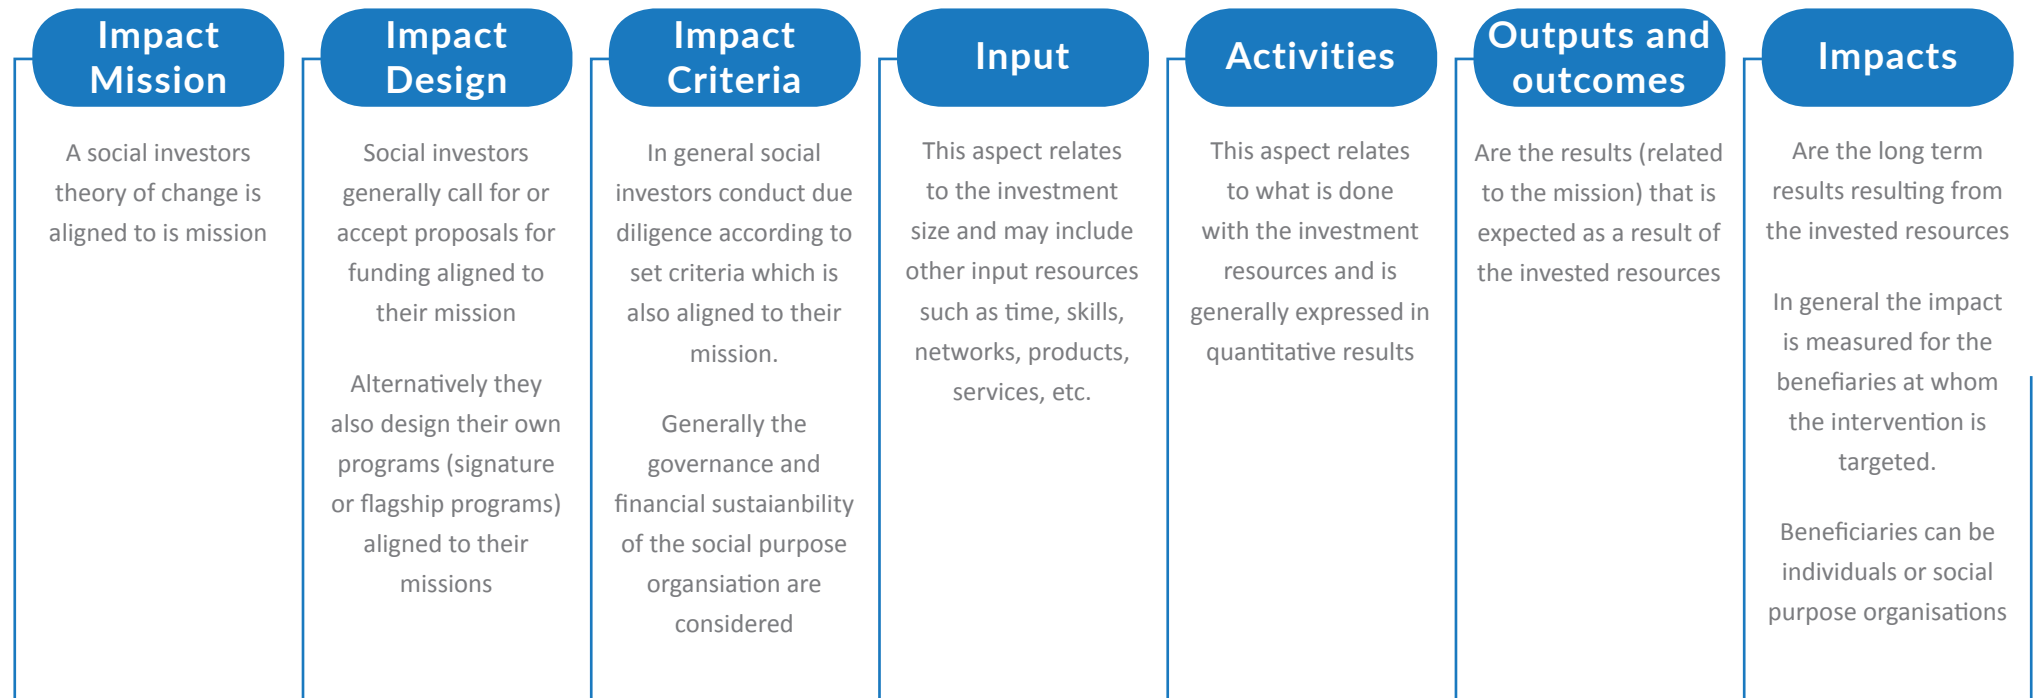 Impact
Mission
A social investors
theory of change is
aligned to is mission
Impact
Design
Social investors
generally call for or
accept proposals for
funding aligned to
their mission
Alternatively they
also design their own
programs (signature
or flagship programs)
aligned to their
missions
Impact
Criteria
In general social
investors conduct due
diligence according to
set criteria which is
also aligned to their
mission.
Generally the
governance and
financial sustaianbility
of the social purpose
organsiation are
considered
Input
This aspect relates
to the investment
size and may include
other input resources
such as time, skills,
networks, products,
services, etc.
Activities
This aspect relates
to what is done
with the investment
resources and is
generally expressed in
quantitative results
Outputs and
outcomes
Are the results (related
to the mission) that is
expected as a result of
the invested resources
Impacts
Are the long term
results resulting from
the invested resources
In general the impact
is measured for the
benefiaries at whom
the intervention is
targeted.
Beneficiaries can be
individuals or social
purpose organisations